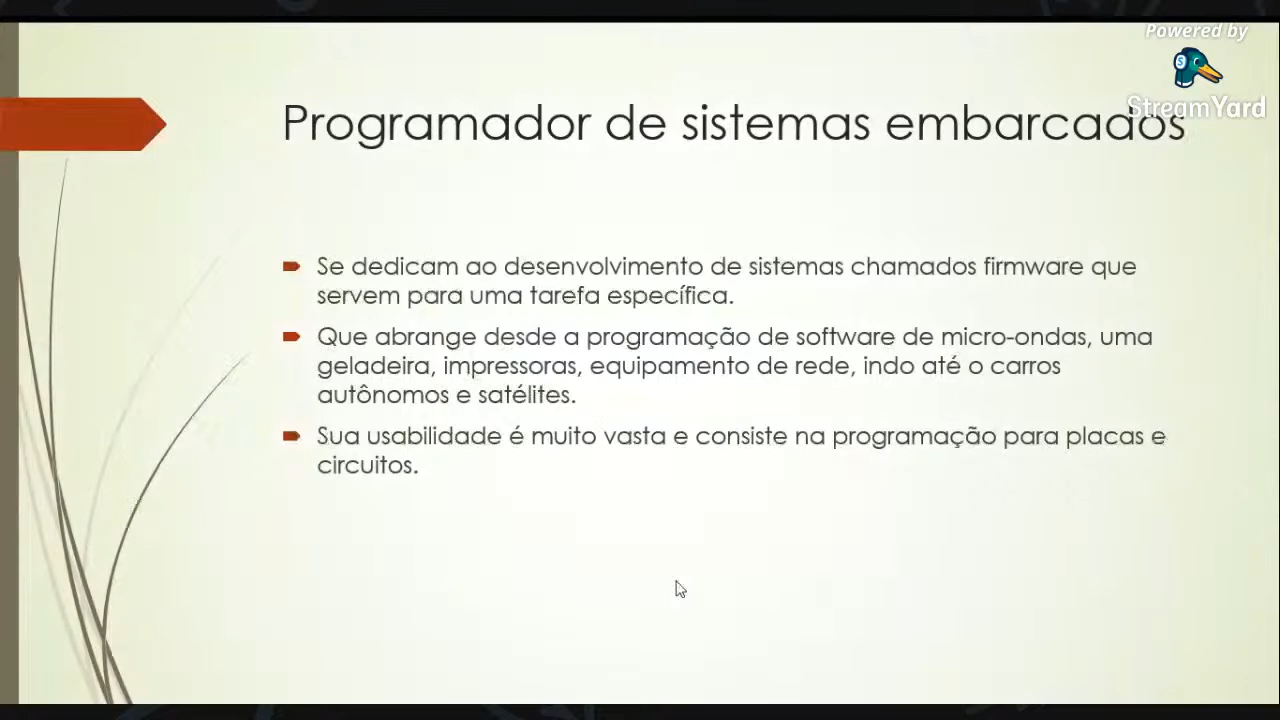 Powered by
StreamYard
Programador de sistemas embarcados
Se dedicam ao desenvolvimento de sistemas chamados firmware que
servem para uma tarefa específica.
Que abrange desde a programação de software de micro-ondas, uma
geladeira, impressoras, equipamento de rede, indo até o carros
autônomos e satélites.
Sua usabilidade é muito vasta e consiste na programação para placas e
circuitos.